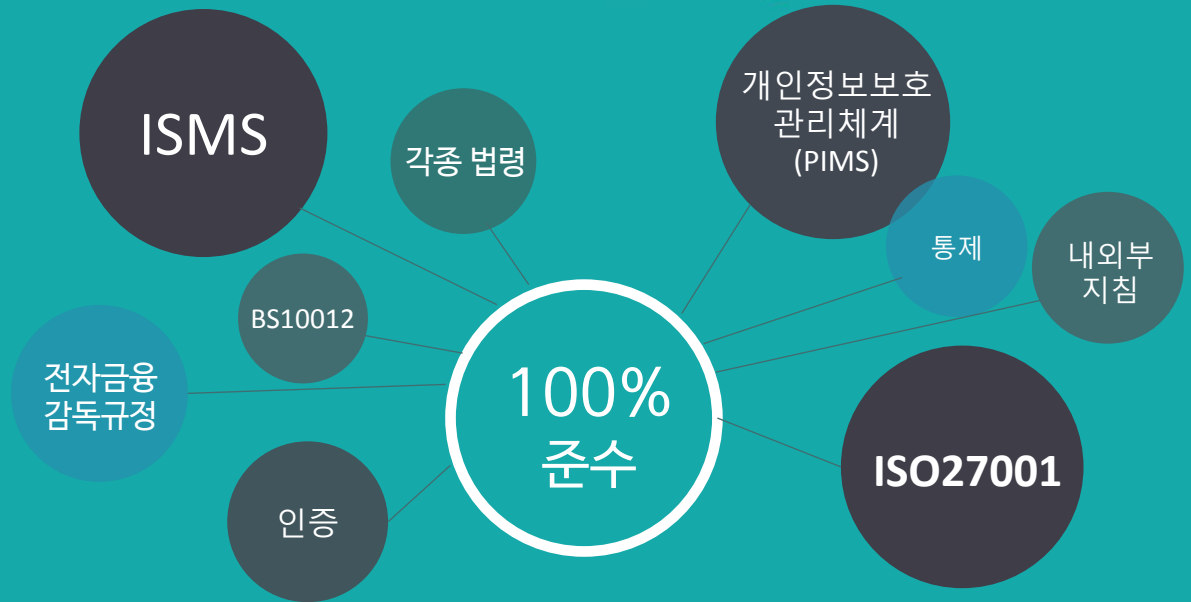 ISMS
각종 법령
개인정보보호
관리체계
(PIMS)
통제
내외부
지침
BS10012
전자금융
감독규정
100%
준수
인증
ISO27001